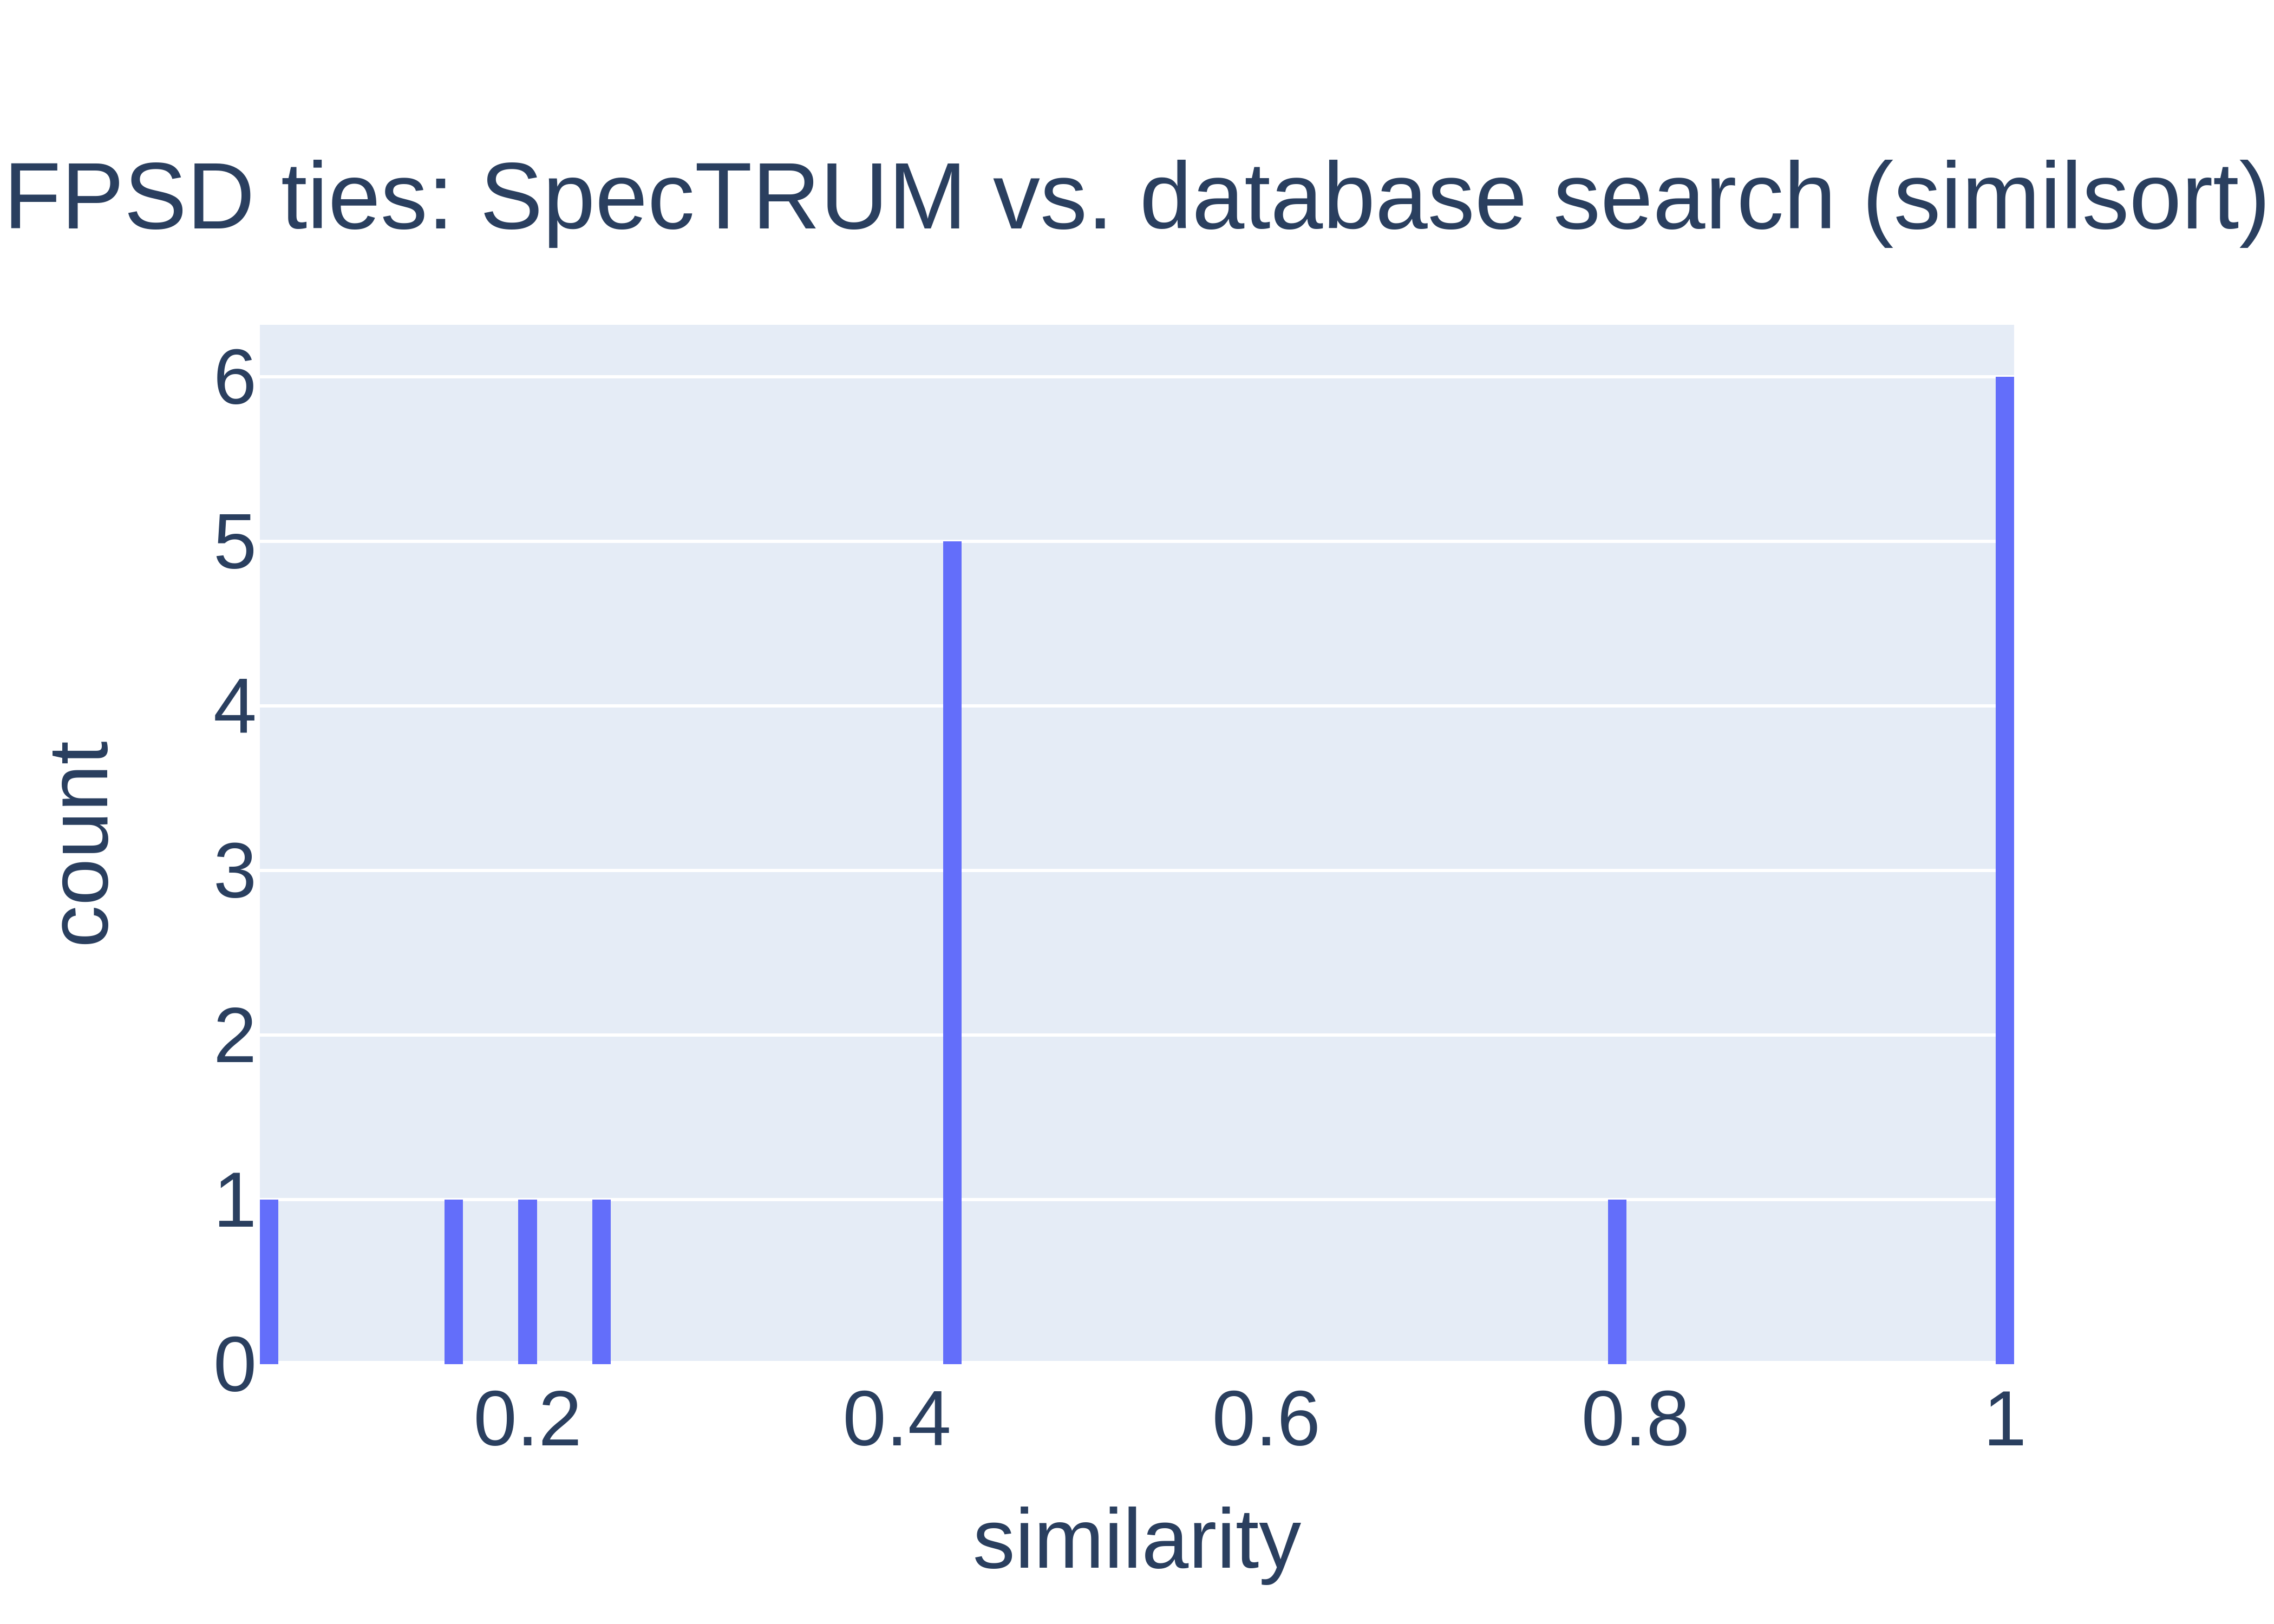 FPSD ties: SpecTRUM vs. database search (similsort)
6
5
4
3
2
1
0
count
0.2 0.4 0.6 0.8 1
similarity